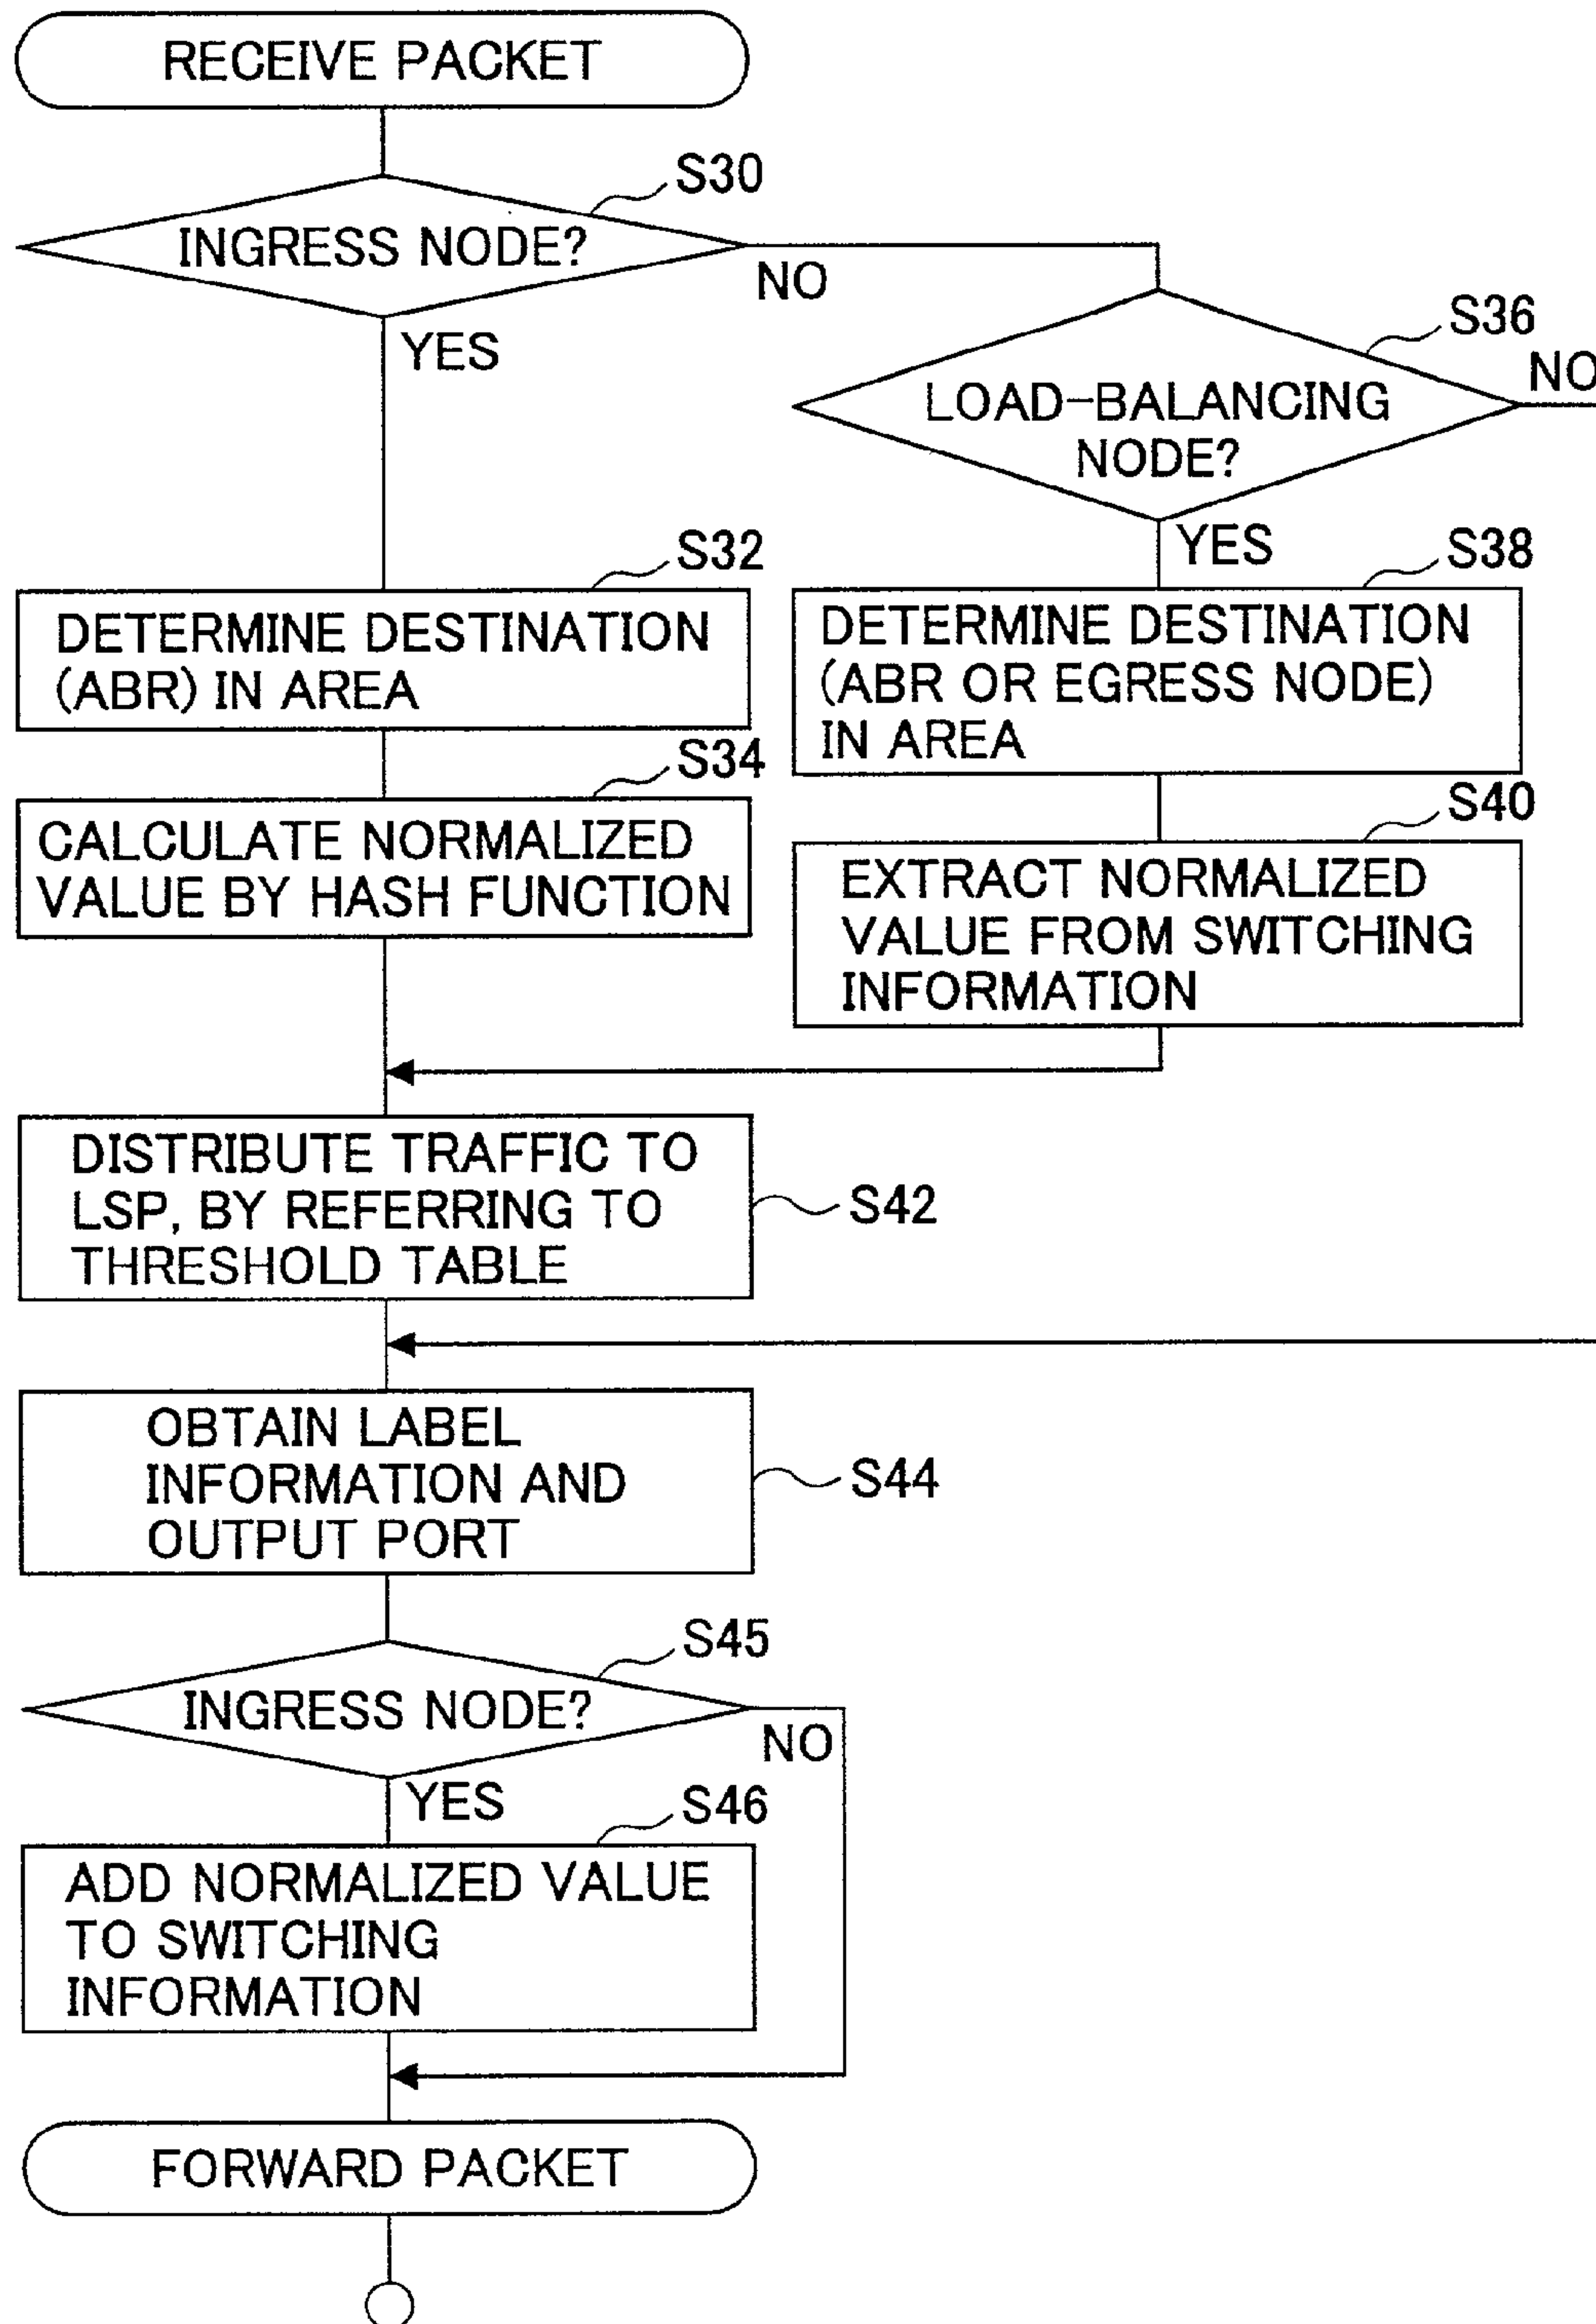 RECEIVE PACKET
S30
INGRESS NODE?
NO
YES
S36
NO
LOAD-BALANCING
NODE?
YES
S32
DETERMINE DESTINATION
(ABR) IN AREA
S38
DETERMINE DESTINATION
(ABR OR EGRESS NODE)
IN AREA
S34
CALCULATE NORMALIZED
VALUE BY HASH FUNCTION
S40
EXTRACT NORMALIZED
VALUE FROM SWITCHING
INFORMATION
DISTRIBUTE TRAFFIC TO
LSP, BY REFERRING TO
THRESHOLD TABLE
S42
OBTAIN LABEL
INFORMATION AND
OUTPUT PORT
S44
S45
INGRESS NODE?
NO
YES
S46
ADD NORMALIZED VALUE
TO SWITCHING
INFORMATION
FORWARD PACKET